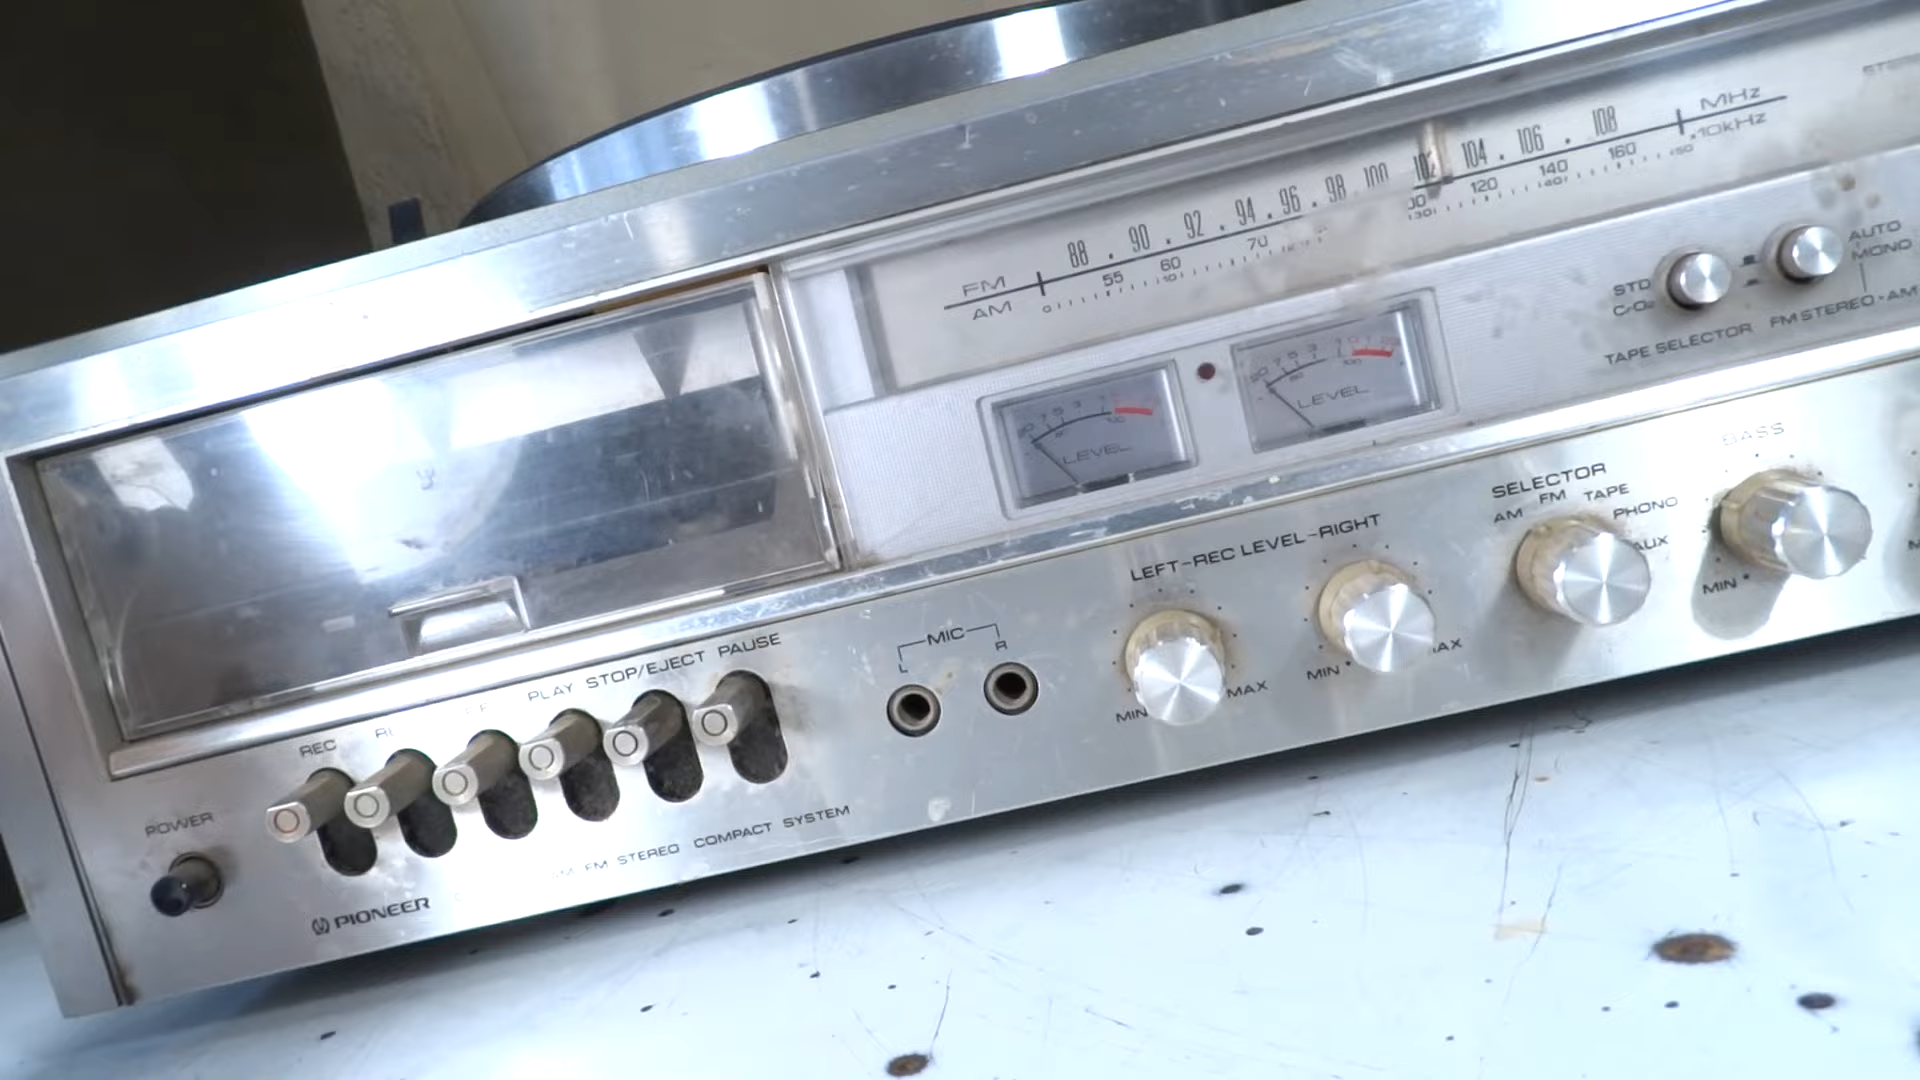 MHz
FM 88 90 92 94 96 98 100 102 104 106 108
AM 55 60 70 120 140 160 10kHz
STD
CrO₂
TAPE SELECTOR
AUTO
MONO
FM STEREO • AM
LEVEL
LEVEL
LEFT-REC LEVEL-RIGHT
MIN
MAX
MIN
SELECTOR
AM FM TAPE PHONO AUX
BASS
MIN
MIC
L R
REC
PLAY STOP/EJECT PAUSE
POWER
PIONEER
FM STEREO COMPACT SYSTEM